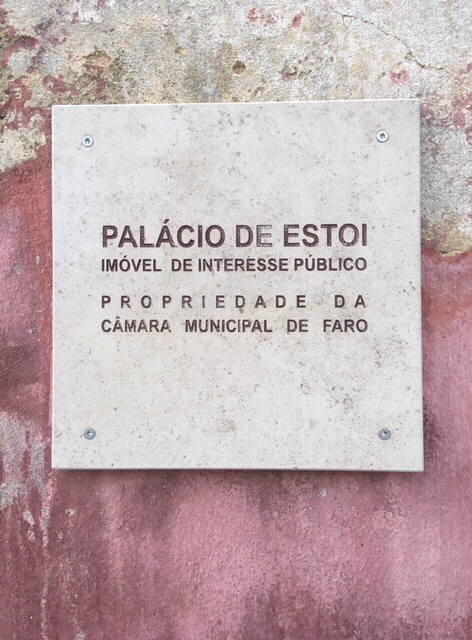 PALÁCIO DE ESTOI
IMÓVEL DE INTERESSE PÚBLICO
PROPRIEDADE DA
CÂMARA MUNICIPAL DE FARO